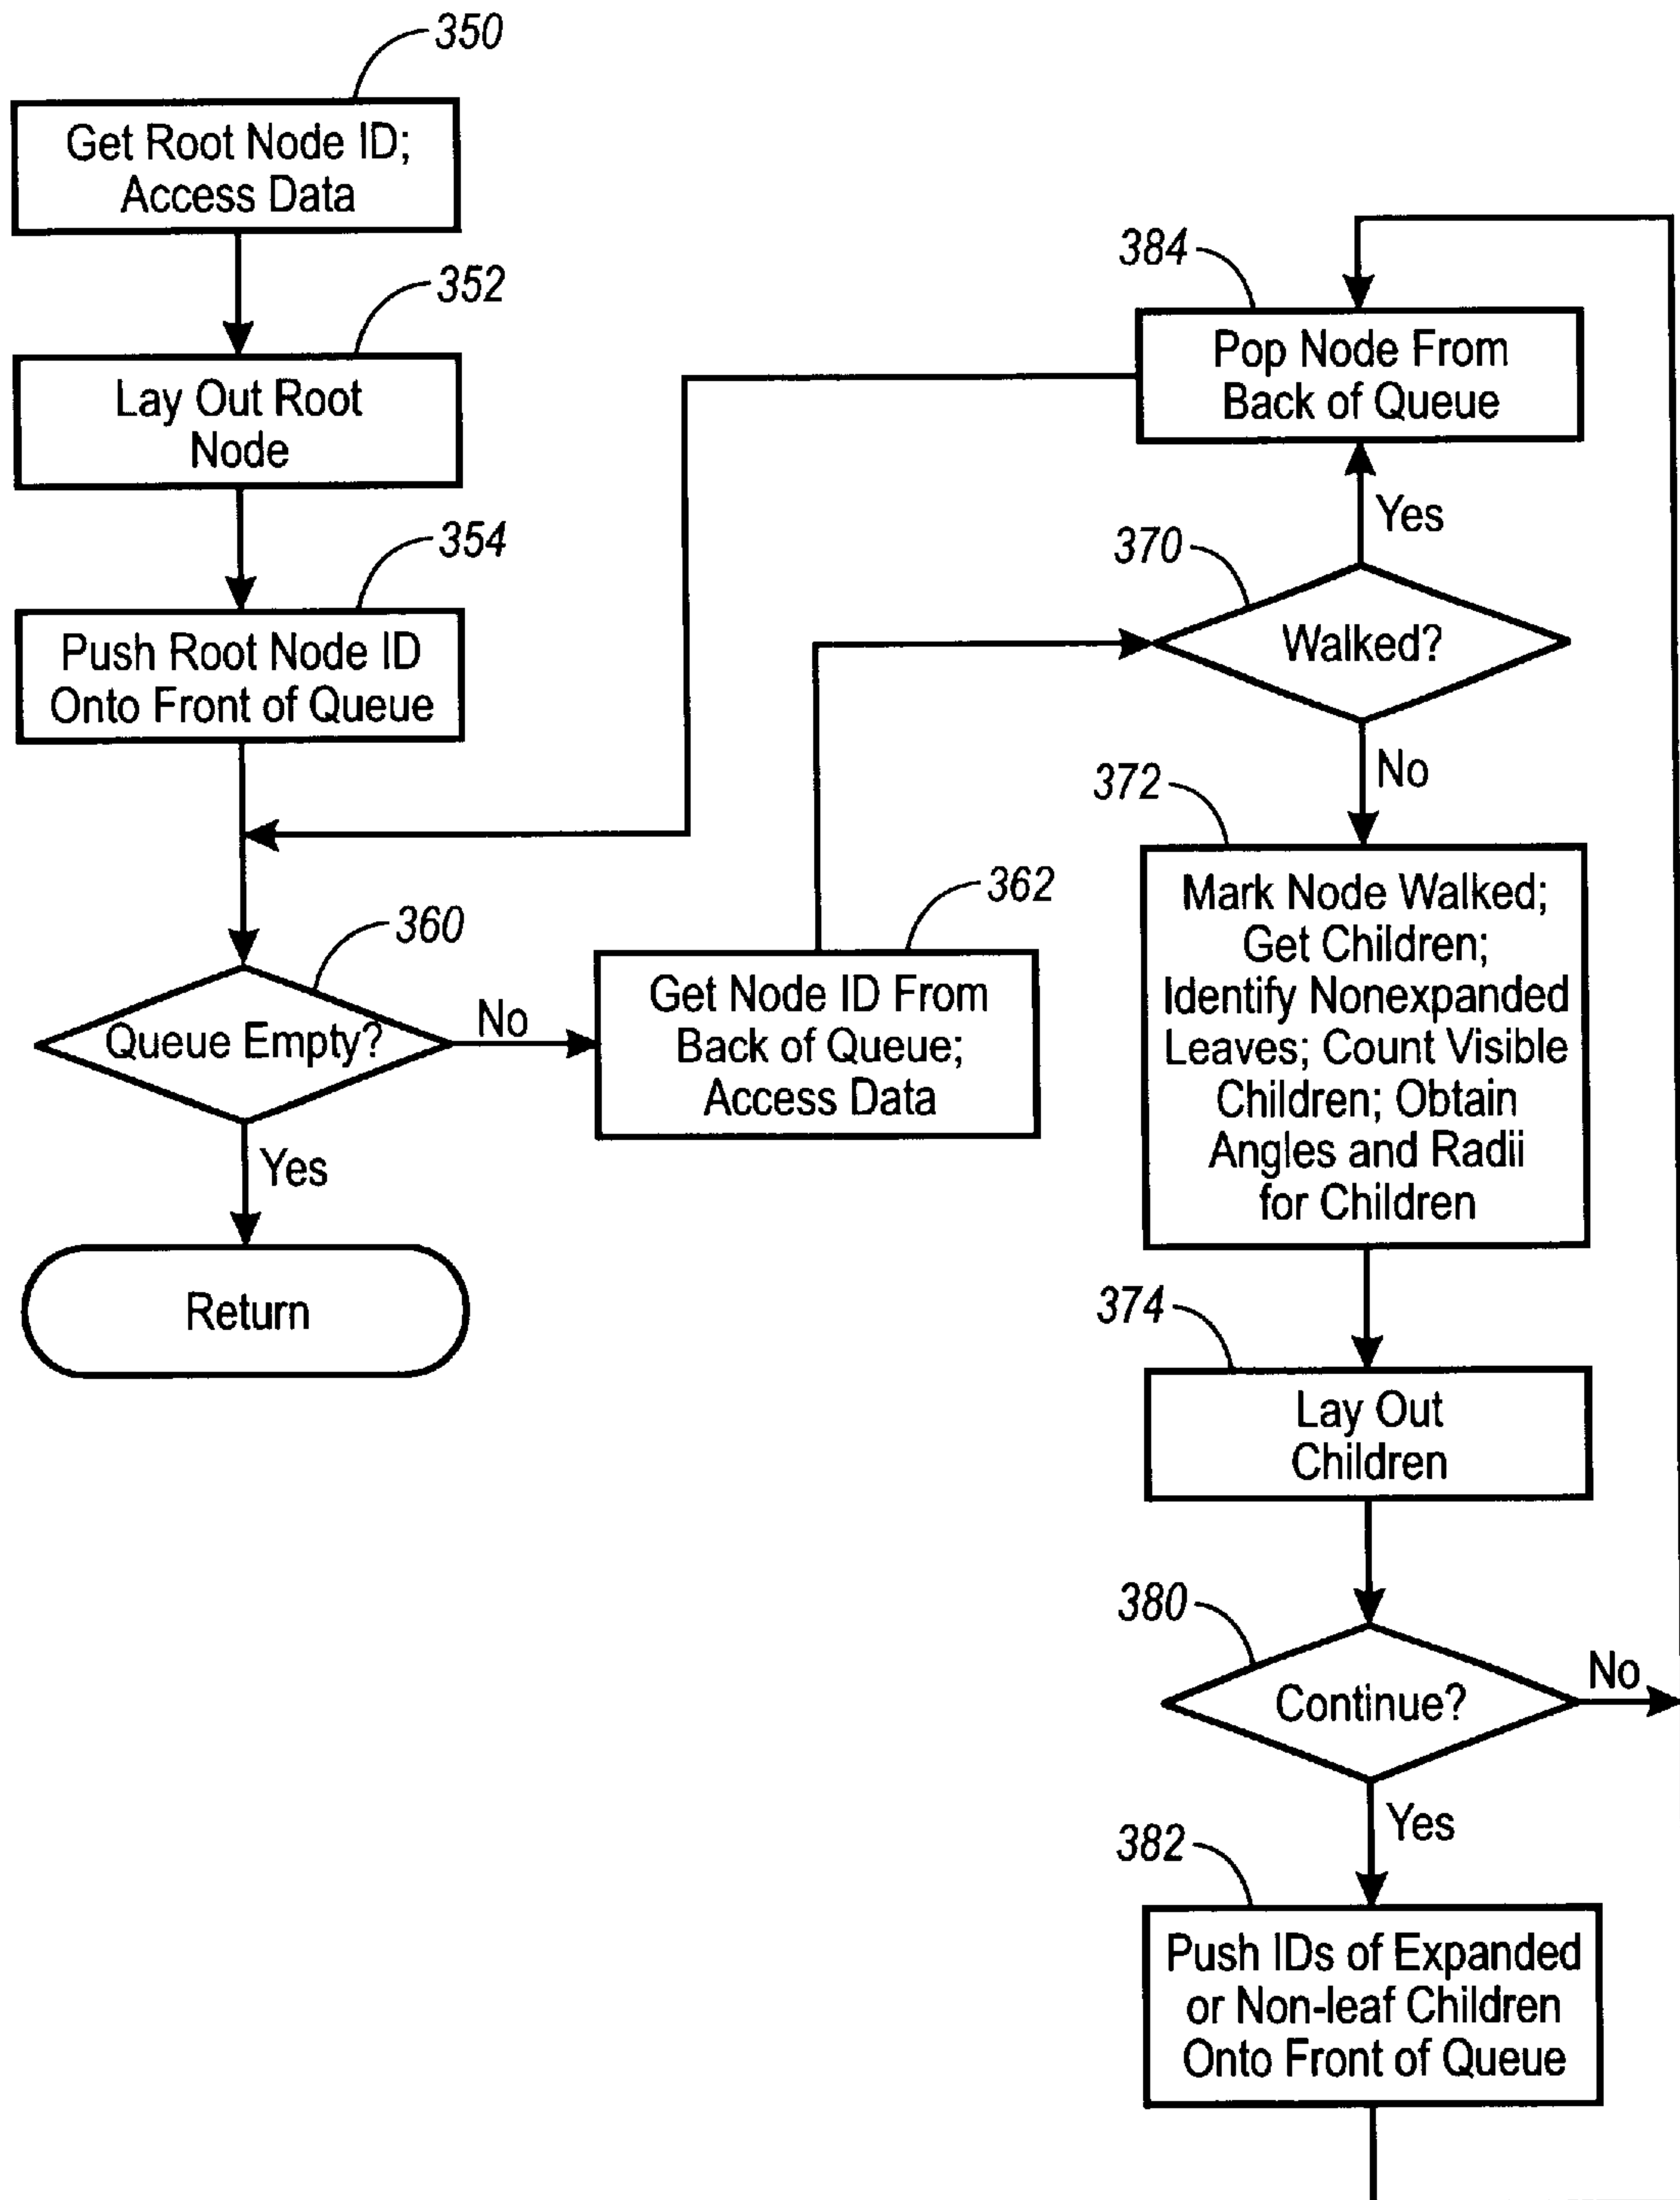 350
Get Root Node ID;
Access Data
352
Lay Out Root
Node
354
Push Root Node ID
Onto Front of Queue
360
Queue Empty?
No
Yes
Return
362
Get Node ID From
Back of Queue;
Access Data
384
Pop Node From
Back of Queue
Yes
370
Walked?
No
372
Mark Node Walked;
Get Children;
Identify Nonexpanded
Leaves; Count Visible
Children; Obtain
Angles and Radii
for Children
374
Lay Out
Children
380
Continue?
No
Yes
382
Push IDs of Expanded
or Non-leaf Children
Onto Front of Queue